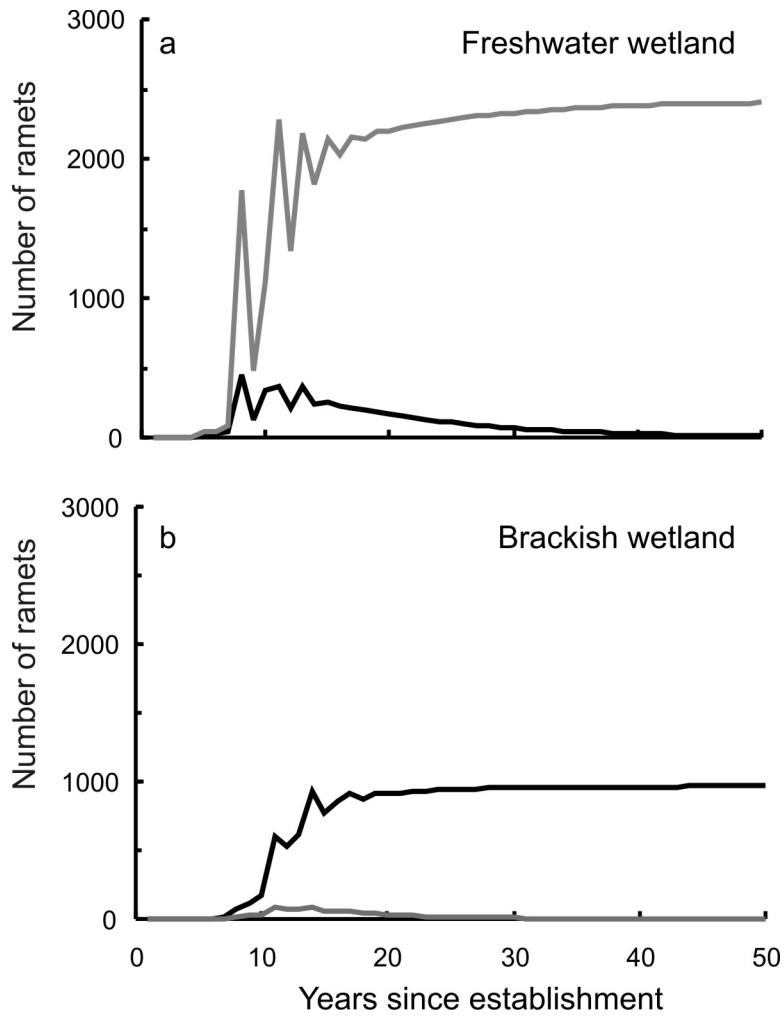 a
Freshwater wetland
Number of ramets
3000
2000
1000
0
b
Brackish wetland
Number of ramets
3000
2000
1000
0
0 10 20 30 40 50
Years since establishment